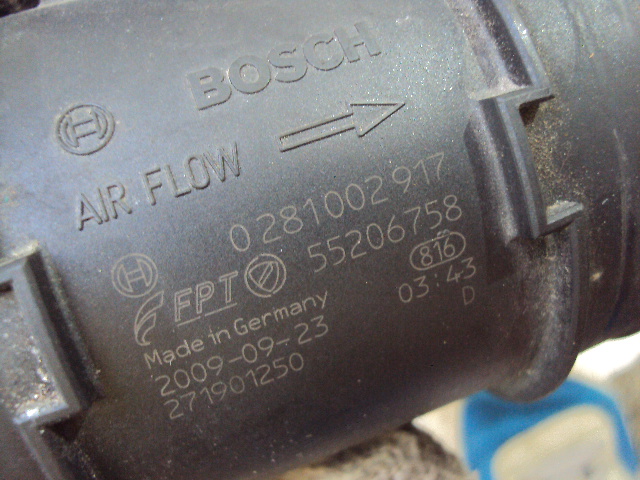 BOSCH
AIR FLOW
0 281 002 917
55206758
FPT
816
Made in Germany
03:43
2009-09-23
D
271901250